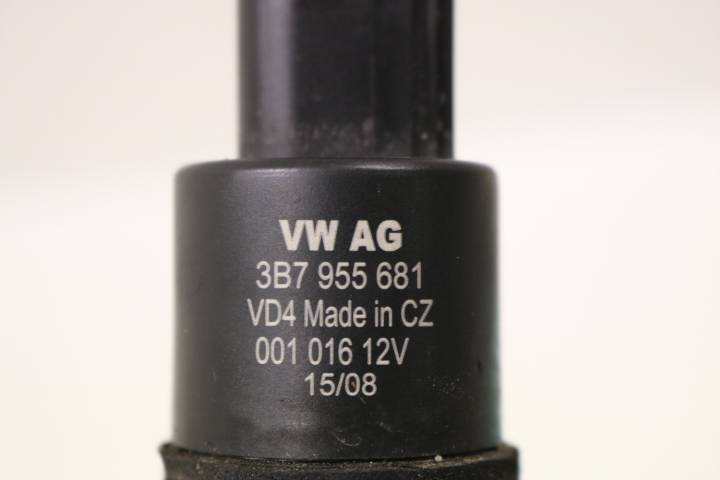 VW AG
3B7 955 681
VD4 Made in CZ
001 016 12V
15/08